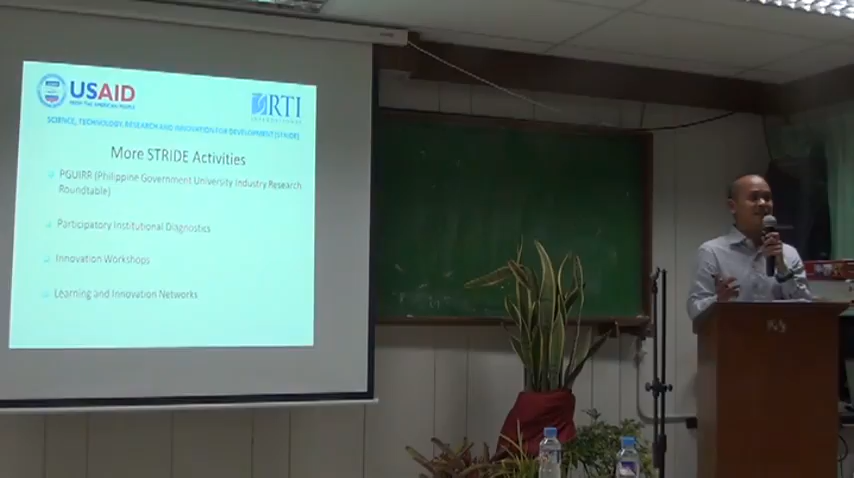 USAID
FROM THE AMERICAN PEOPLE
RTI
INTERNATIONAL
SCIENCE, TECHNOLOGY, RESEARCH AND INNOVATION FOR DEVELOPMENT (STRIDE)
More STRIDE Activities
PGUIRR (Philippine Government University Industry Research
Roundtable)
Participatory Institutional Diagnostics
Innovation Workshops
Learning and Innovation Networks